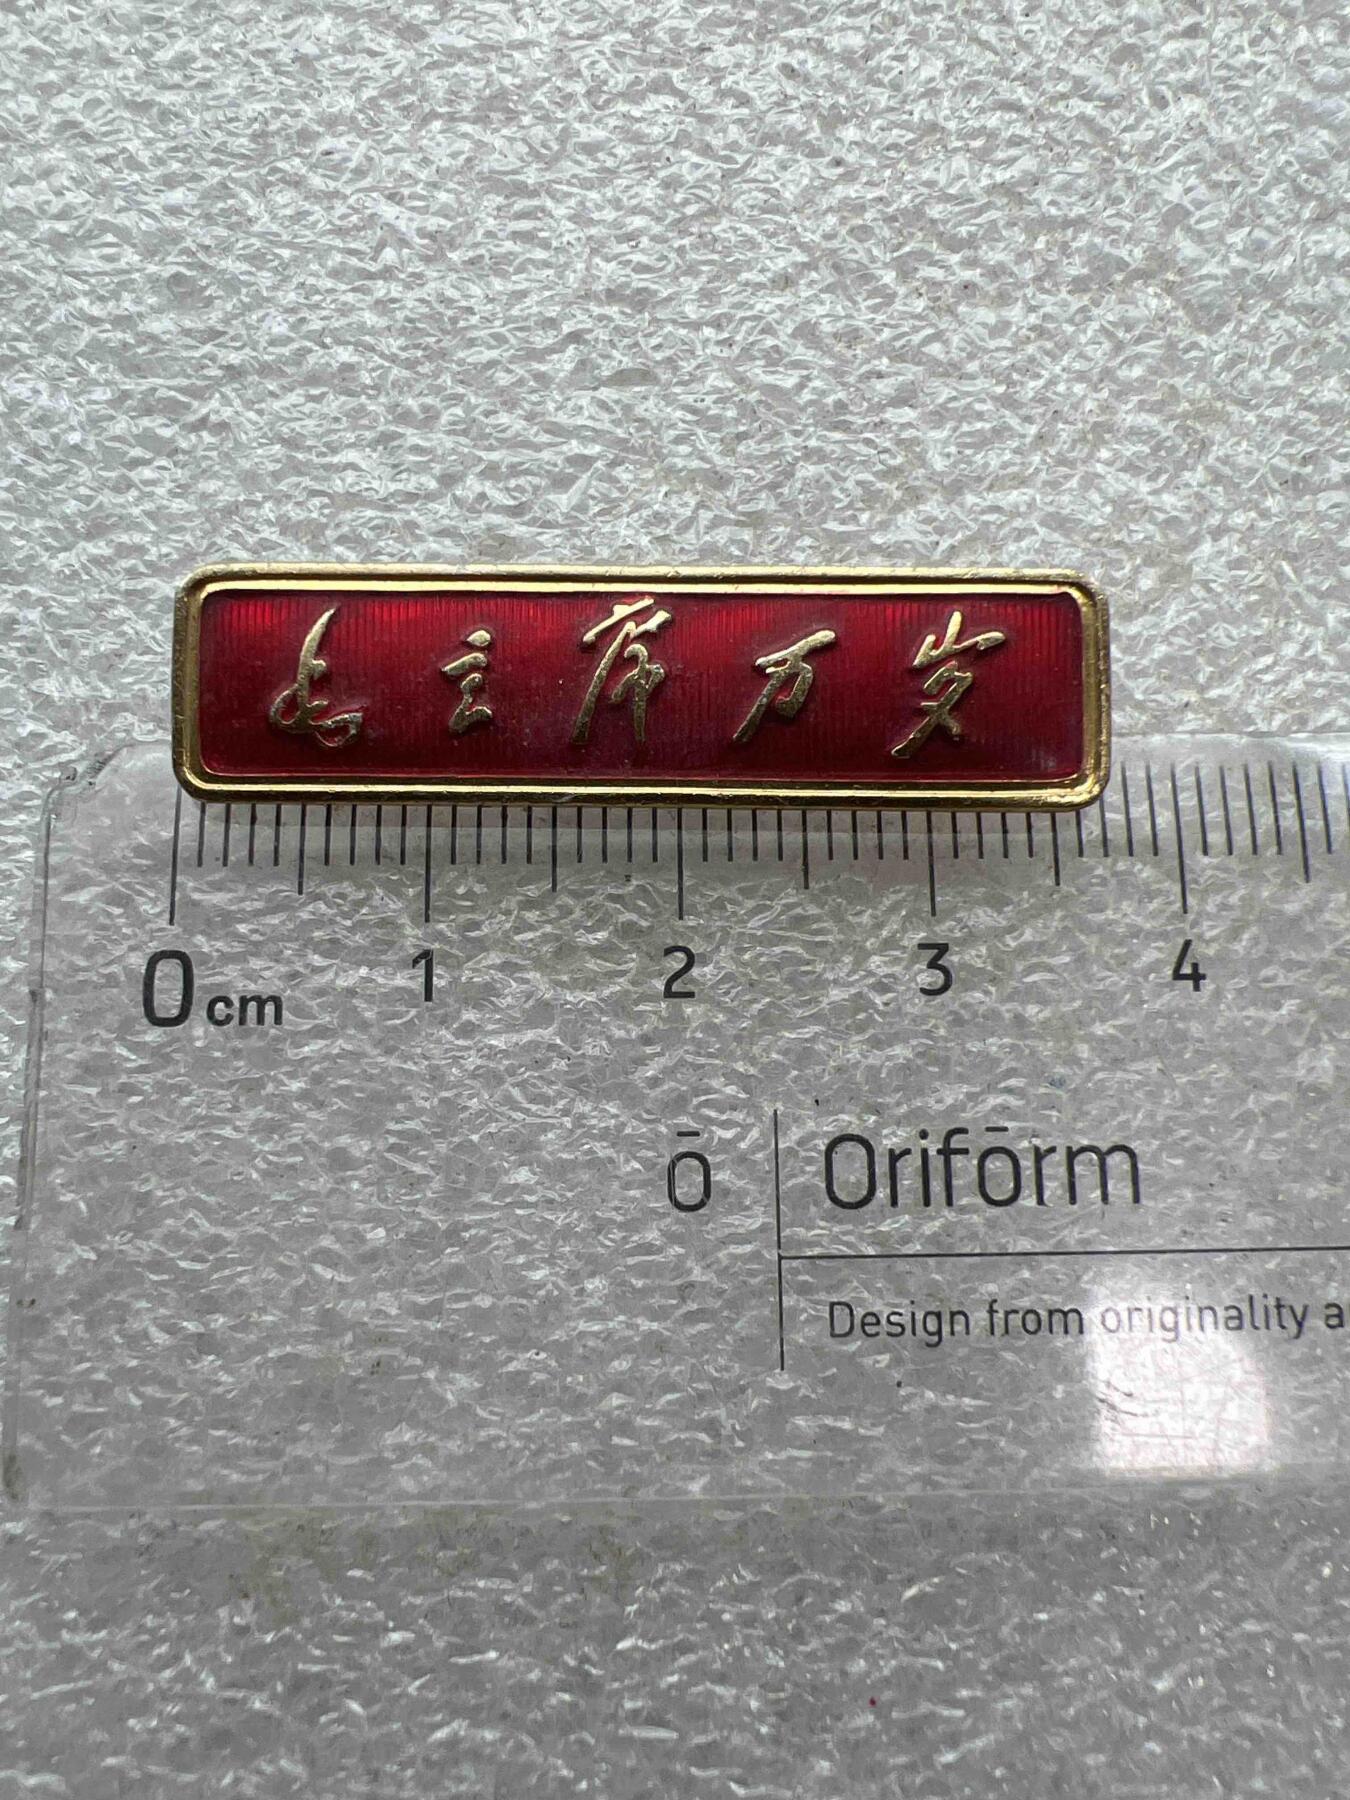 毛主席万岁
0cm 1 2 3 4
ō Orifōrm
Design from originality a